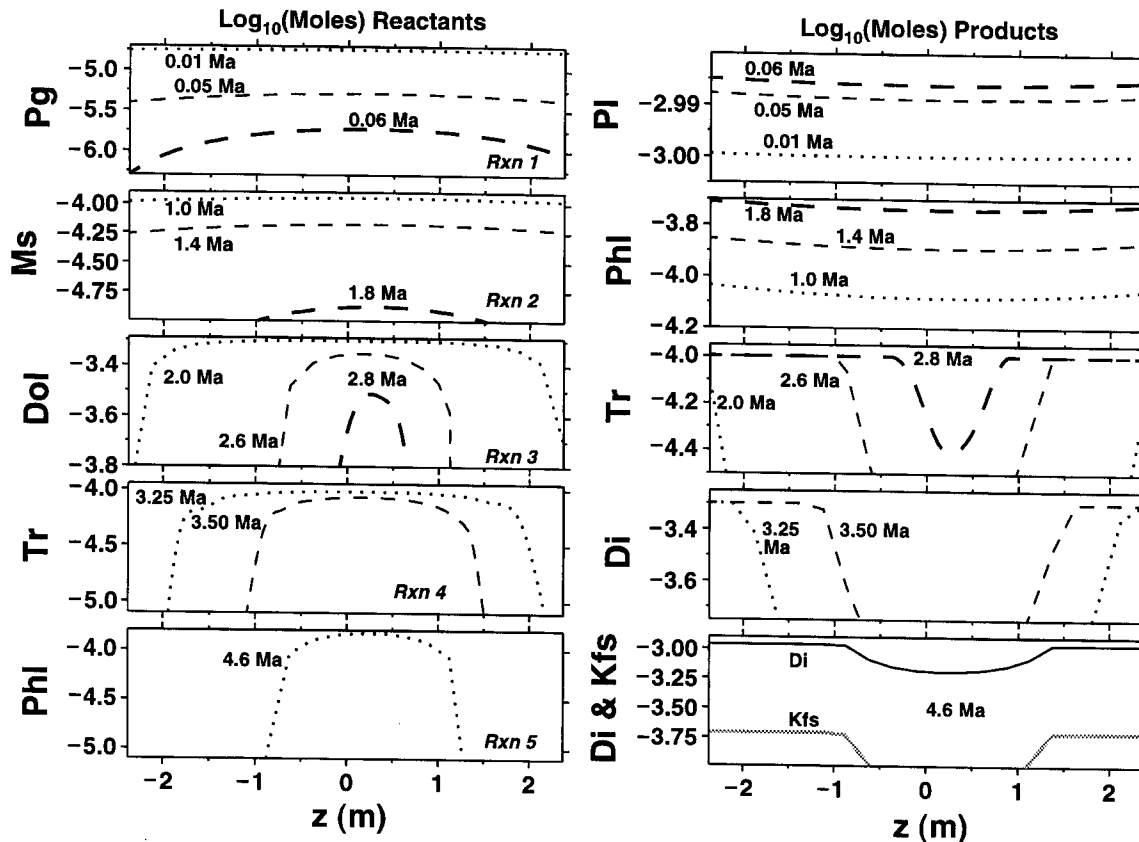 Log10(Moles) Reactants
Pg
−5.0
−5.5
−6.0
0.01 Ma
0.05 Ma
0.06 Ma
Rxn 1
Ms
−4.00
−4.25
−4.50
−4.75
1.0 Ma
1.4 Ma
1.8 Ma
Rxn 2
Dol
−3.4
−3.6
−3.8
2.0 Ma
2.8 Ma
2.6 Ma
Rxn 3
Tr
−4.0
−4.5
−5.0
3.25 Ma
3.50 Ma
Rxn 4
Phl
−4.0
−4.5
−5.0
4.6 Ma
Rxn 5
−2 −1 0 1 2
z (m)
Log10(Moles) Products
Pl
−2.99
−3.00
0.06 Ma
0.05 Ma
0.01 Ma
Phl
−3.8
−4.0
−4.2
1.8 Ma
1.4 Ma
1.0 Ma
Tr
−4.0
−4.2
−4.4
2.8 Ma
2.6 Ma
2.0 Ma
Di
−3.4
−3.6
3.25 Ma
3.50 Ma
Di & Kfs
−3.00
−3.25
−3.50
−3.75
Di
4.6 Ma
Kfs
−2 −1 0 1 2
z (m)